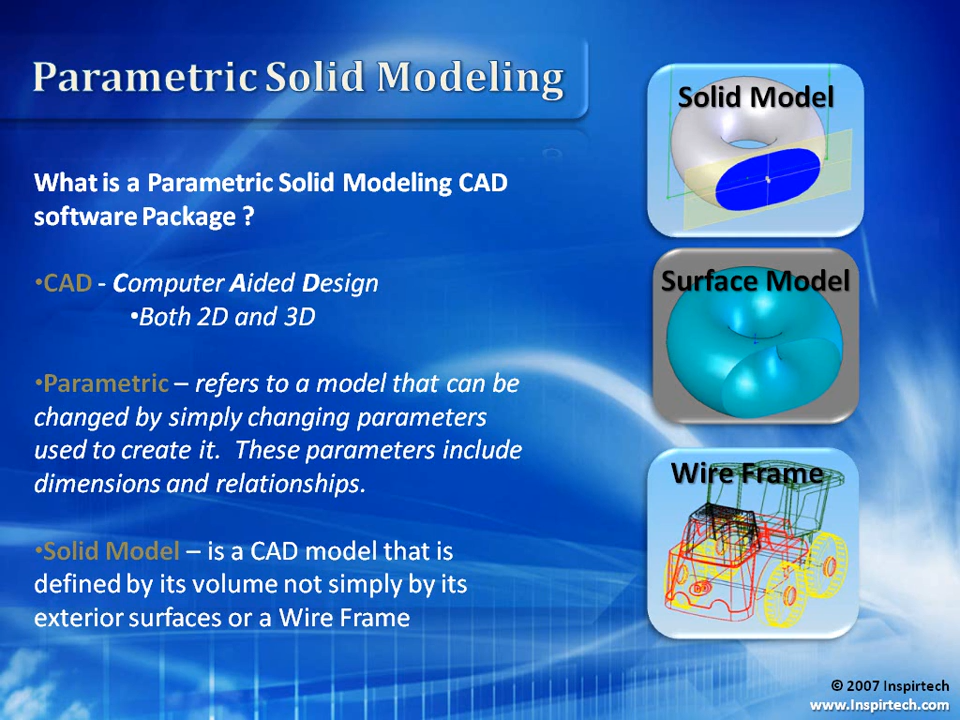 Parametric Solid Modeling
What is a Parametric Solid Modeling CAD
software Package ?
•CAD - Computer Aided Design
•Both 2D and 3D
•Parametric – refers to a model that can be
changed by simply changing parameters
used to create it.  These parameters include
dimensions and relationships.
•Solid Model – is a CAD model that is
defined by its volume not simply by its
exterior surfaces or a Wire Frame
Solid Model
Surface Model
Wire Frame
© 2007 Inspirtech
www.Inspirtech.com